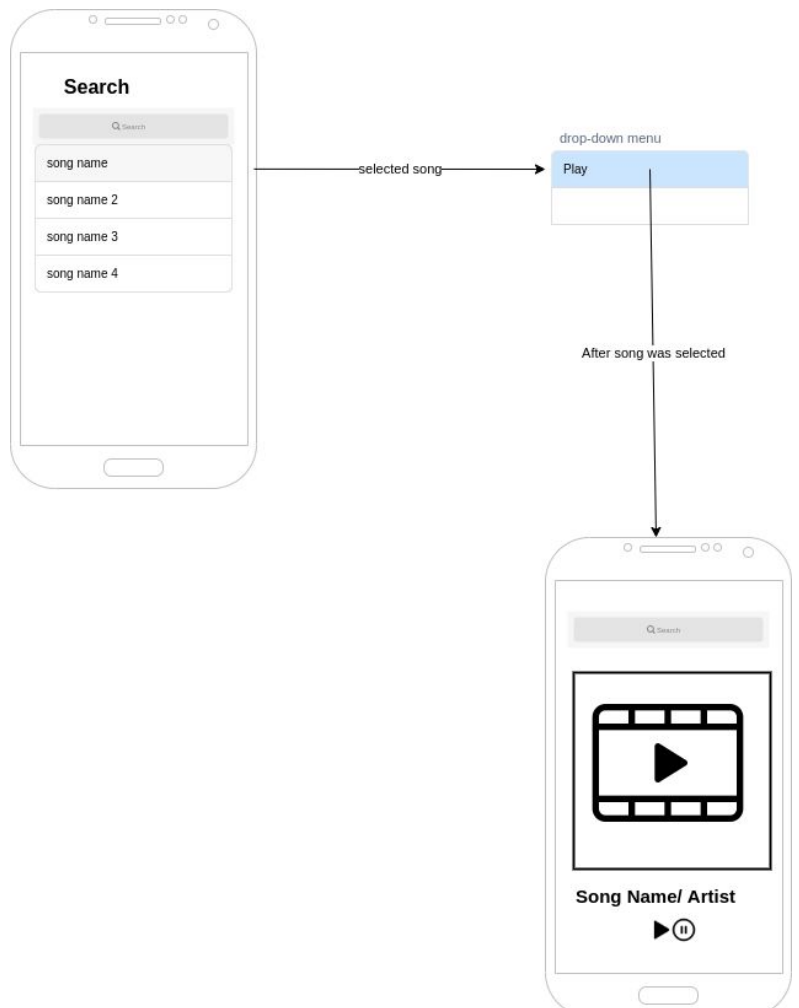 Search
Search
song name
song name 2
song name 3
song name 4
selected song
drop-down menu
Play
After song was selected
Search
Song Name/ Artist